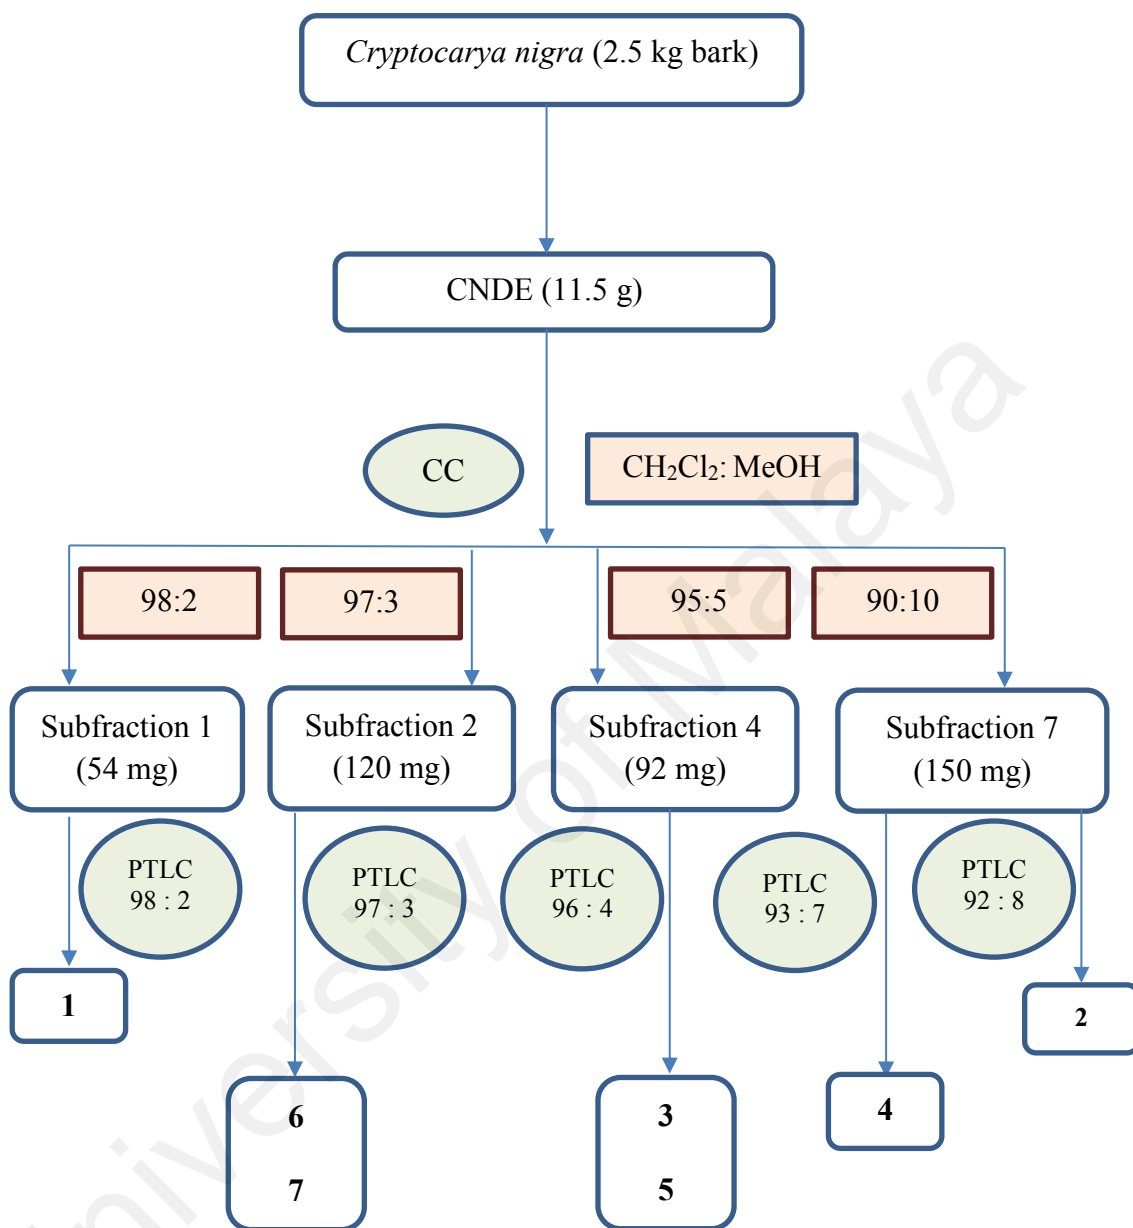 Cryptocarya nigra (2.5 kg bark)
CNDE (11.5 g)
CC
CH₂Cl₂: MeOH
98:2
97:3
95:5
90:10
Subfraction 1
(54 mg)
Subfraction 2
(120 mg)
Subfraction 4
(92 mg)
Subfraction 7
(150 mg)
PTLC
98 : 2
PTLC
97 : 3
PTLC
96 : 4
PTLC
93 : 7
PTLC
92 : 8
1
6
7
3
5
4
2
University of Malaya